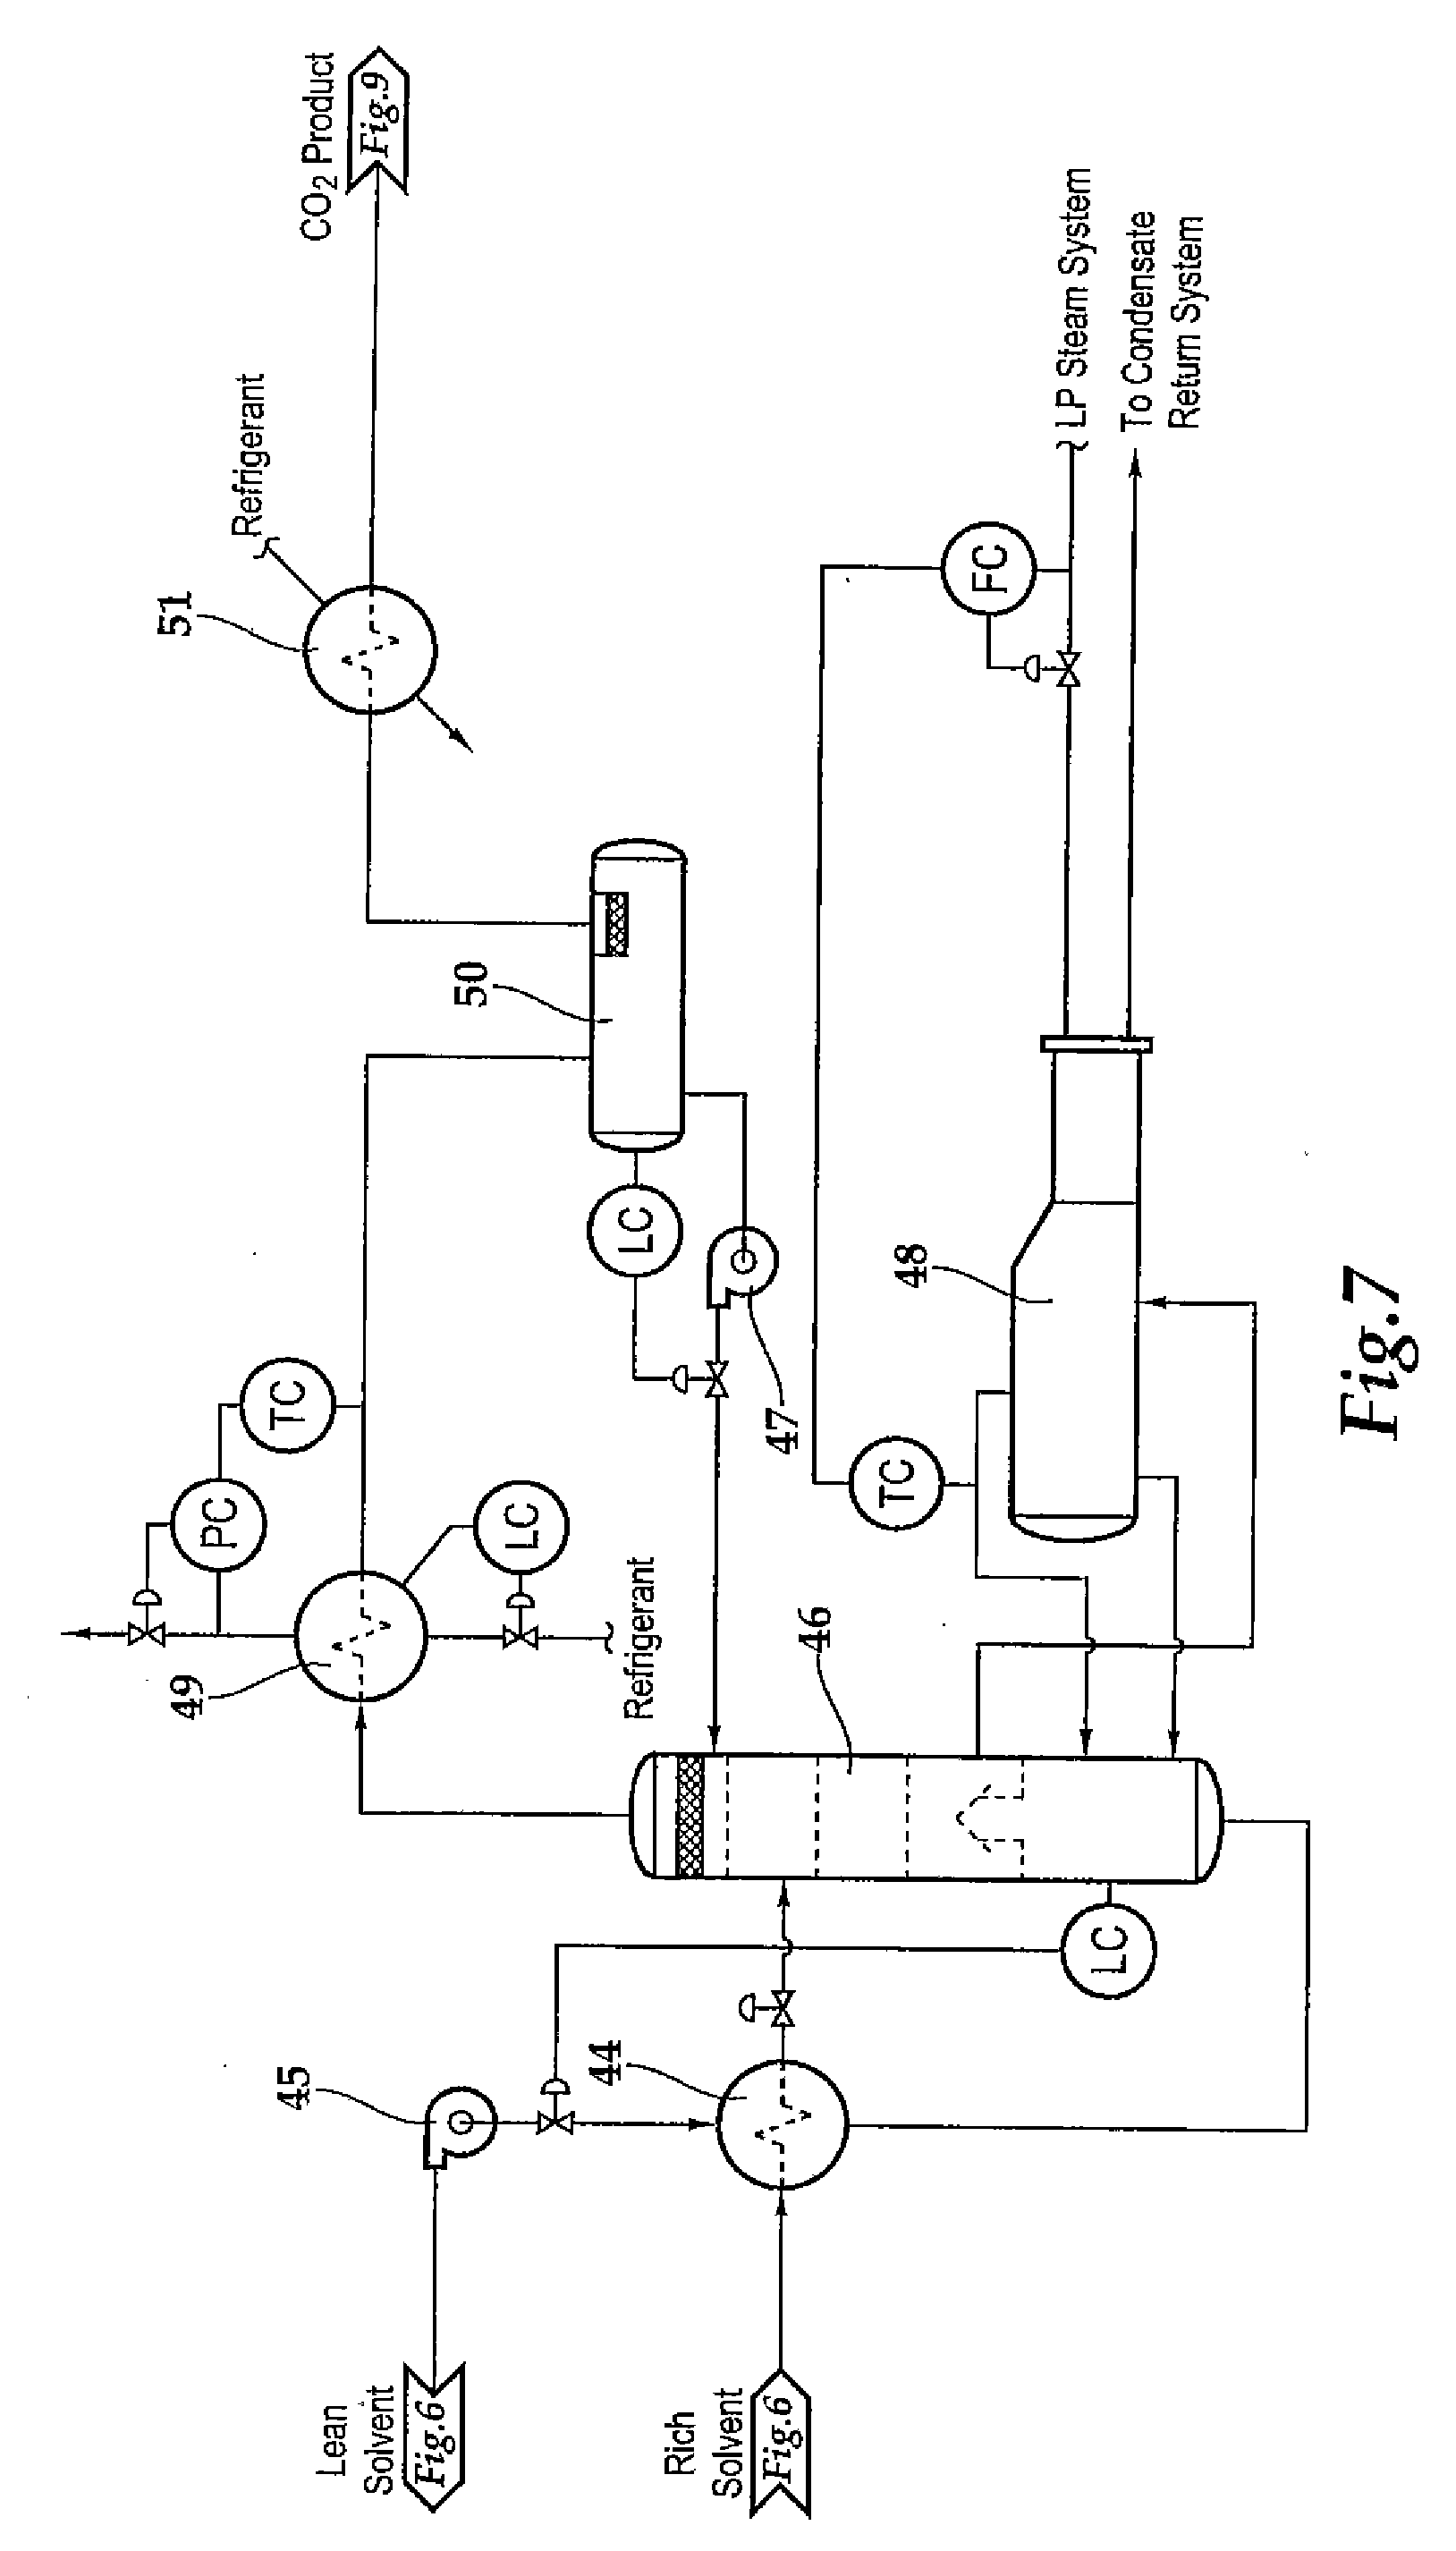 CO2 Product
Fig.9
Refrigerant
51
50
49
PC
TC
LC
Refrigerant
LC
47
46
TC
FC
48
LP Steam System
To Condensate
Return System
45
44
LC
Lean
Solvent
Fig.6
Rich
Solvent
Fig.6
Fig.7